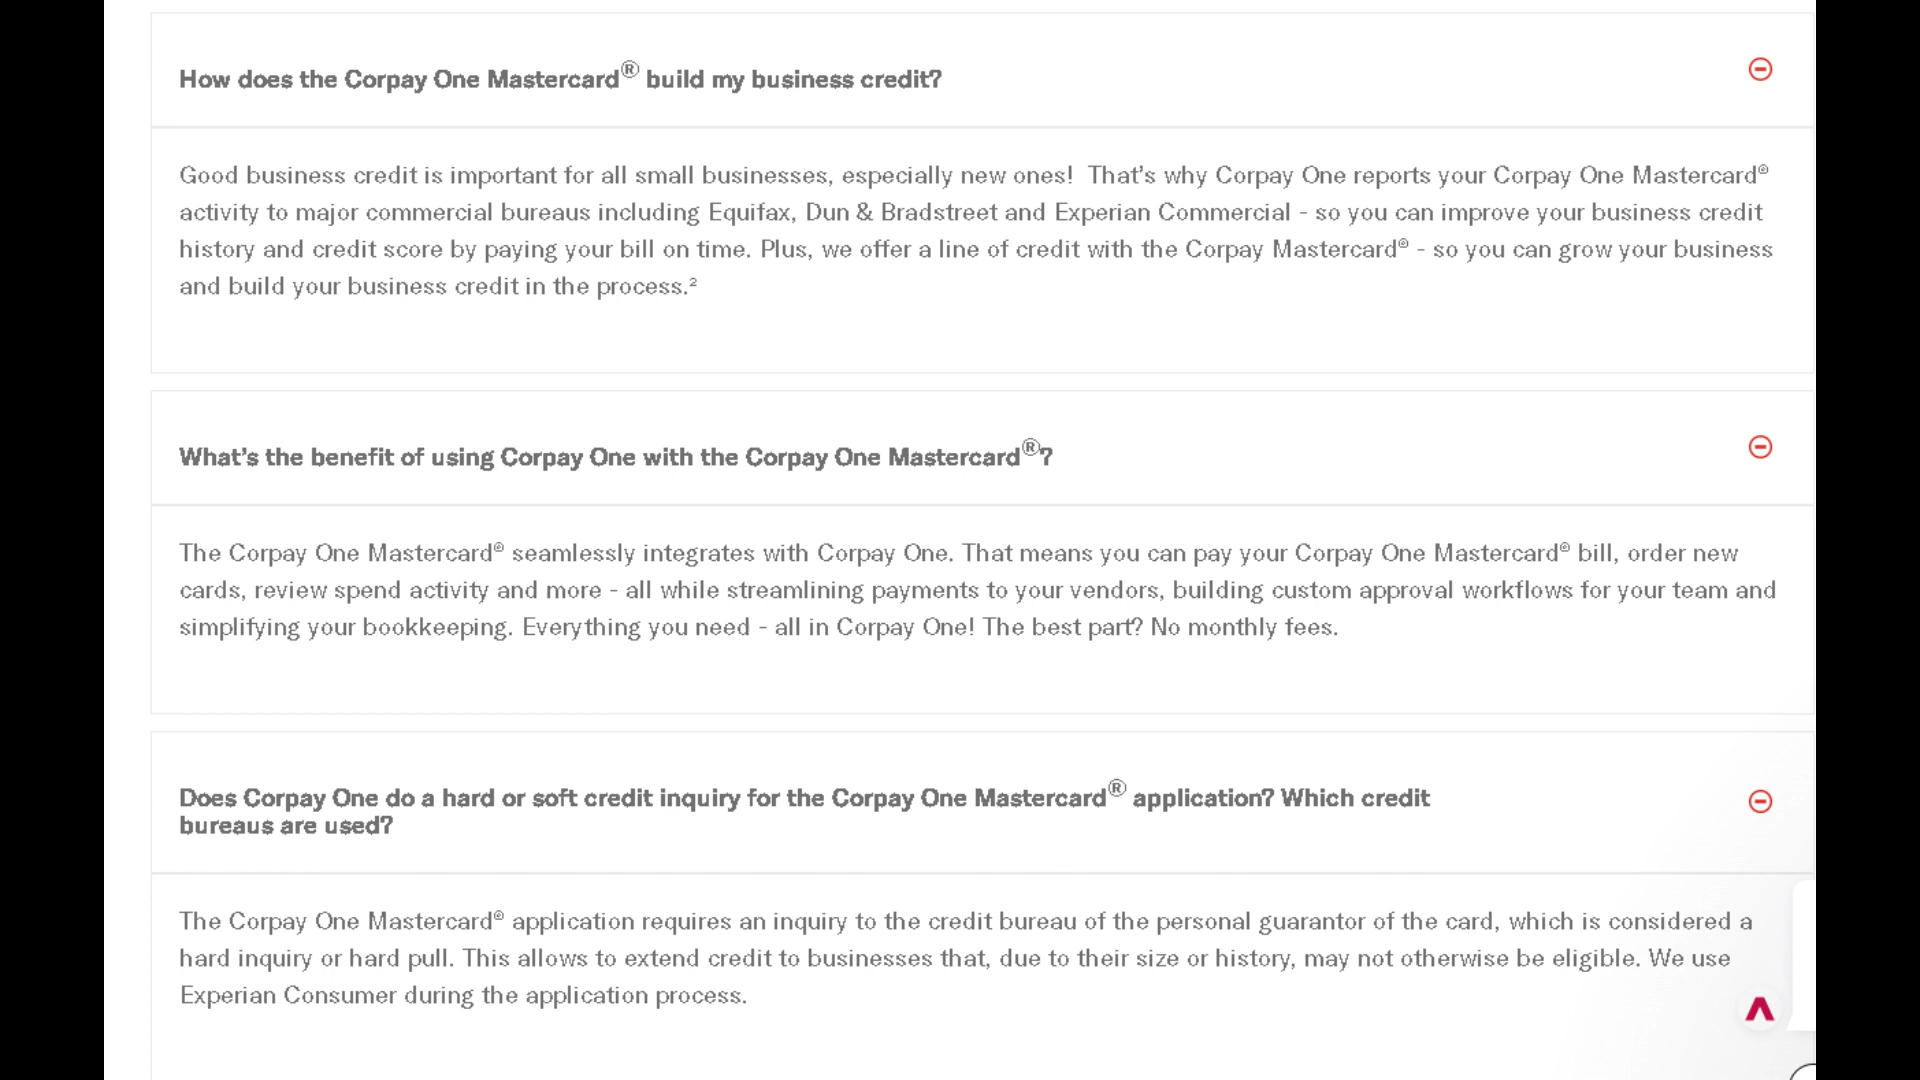 How does the Corpay One Mastercard® build my business credit?
Good business credit is important for all small businesses, especially new ones!  That’s why Corpay One reports your Corpay One Mastercard®
activity to major commercial bureaus including Equifax, Dun & Bradstreet and Experian Commercial - so you can improve your business credit
history and credit score by paying your bill on time. Plus, we offer a line of credit with the Corpay Mastercard® - so you can grow your business
and build your business credit in the process.²
What’s the benefit of using Corpay One with the Corpay One Mastercard®?
The Corpay One Mastercard® seamlessly integrates with Corpay One. That means you can pay your Corpay One Mastercard® bill, order new
cards, review spend activity and more - all while streamlining payments to your vendors, building custom approval workflows for your team and
simplifying your bookkeeping. Everything you need - all in Corpay One! The best part? No monthly fees.
Does Corpay One do a hard or soft credit inquiry for the Corpay One Mastercard® application? Which credit
bureaus are used?
The Corpay One Mastercard® application requires an inquiry to the credit bureau of the personal guarantor of the card, which is considered a
hard inquiry or hard pull. This allows to extend credit to businesses that, due to their size or history, may not otherwise be eligible. We use
Experian Consumer during the application process.